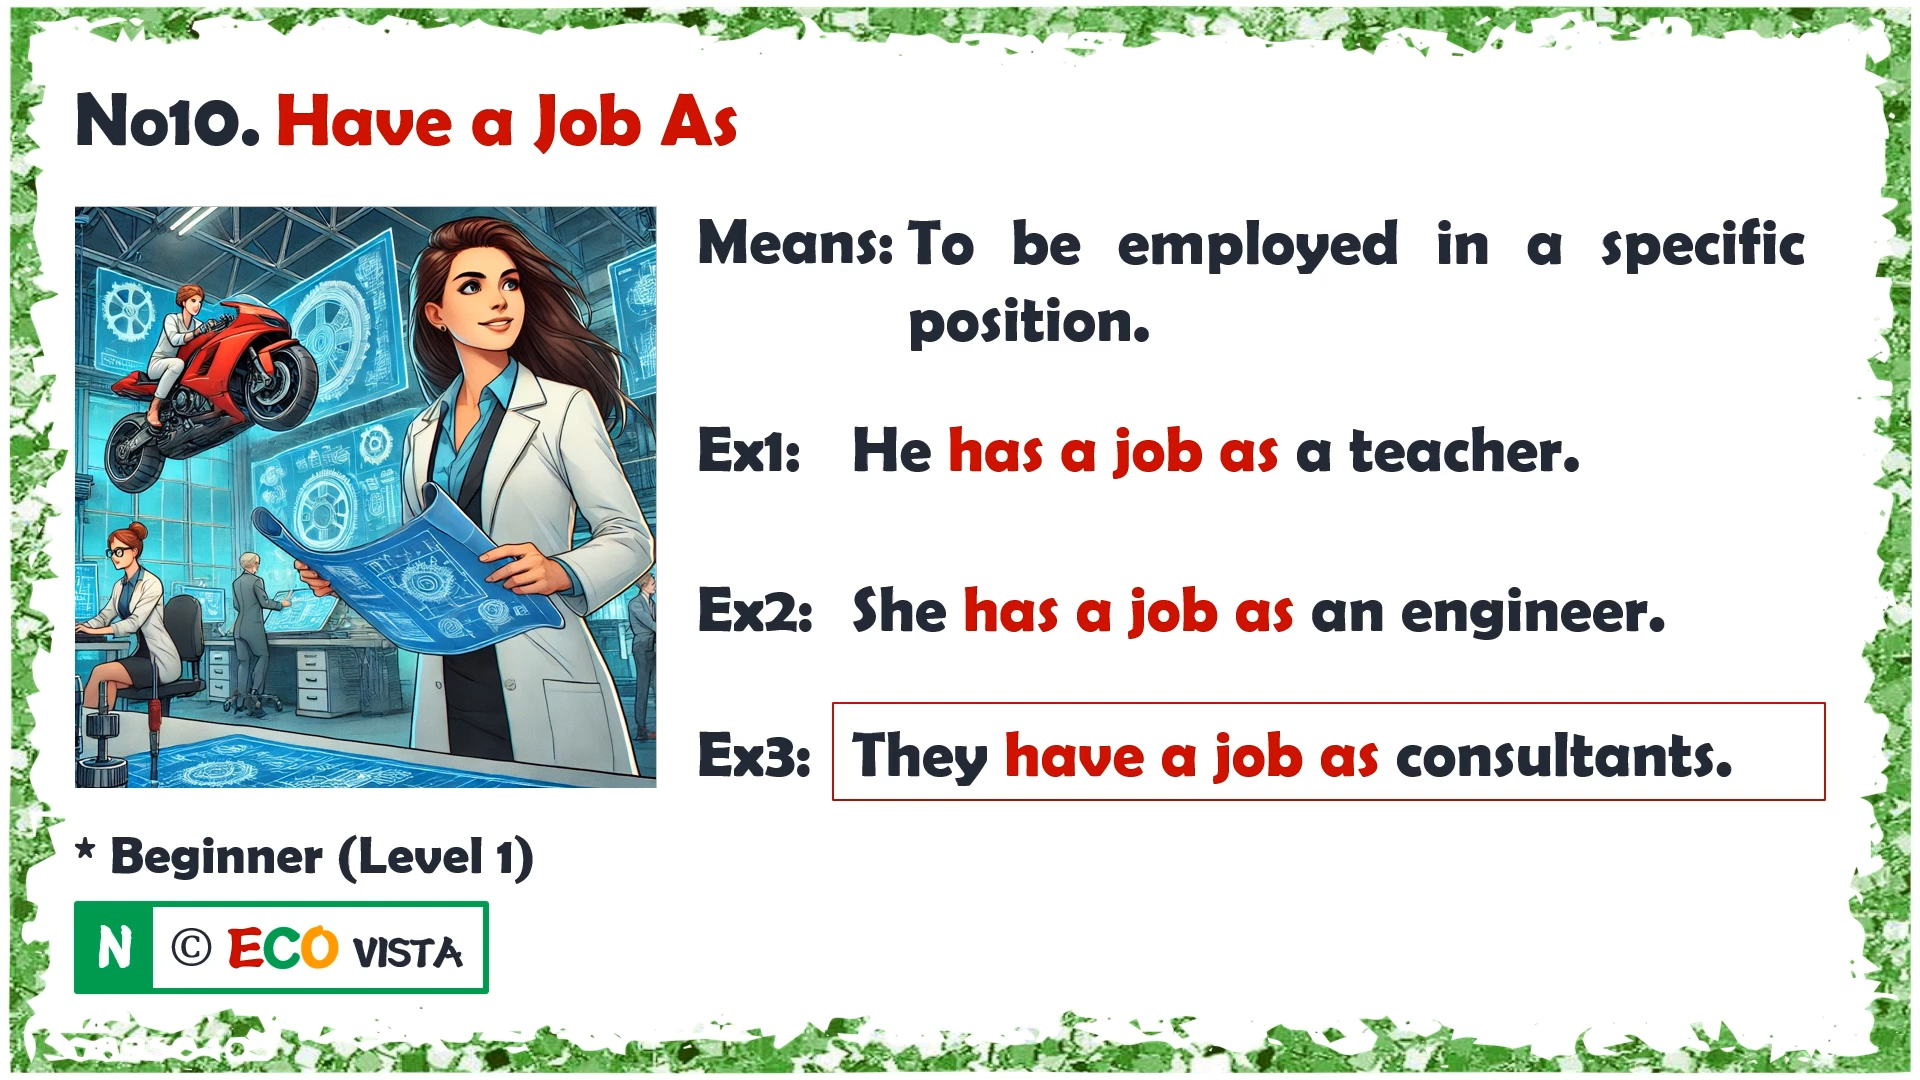 No10. Have a Job As
Means: To be employed in a specific
position.
Ex1: He has a job as a teacher.
Ex2: She has a job as an engineer.
Ex3: They have a job as consultants.
* Beginner (Level 1)
N © ECO VISTA